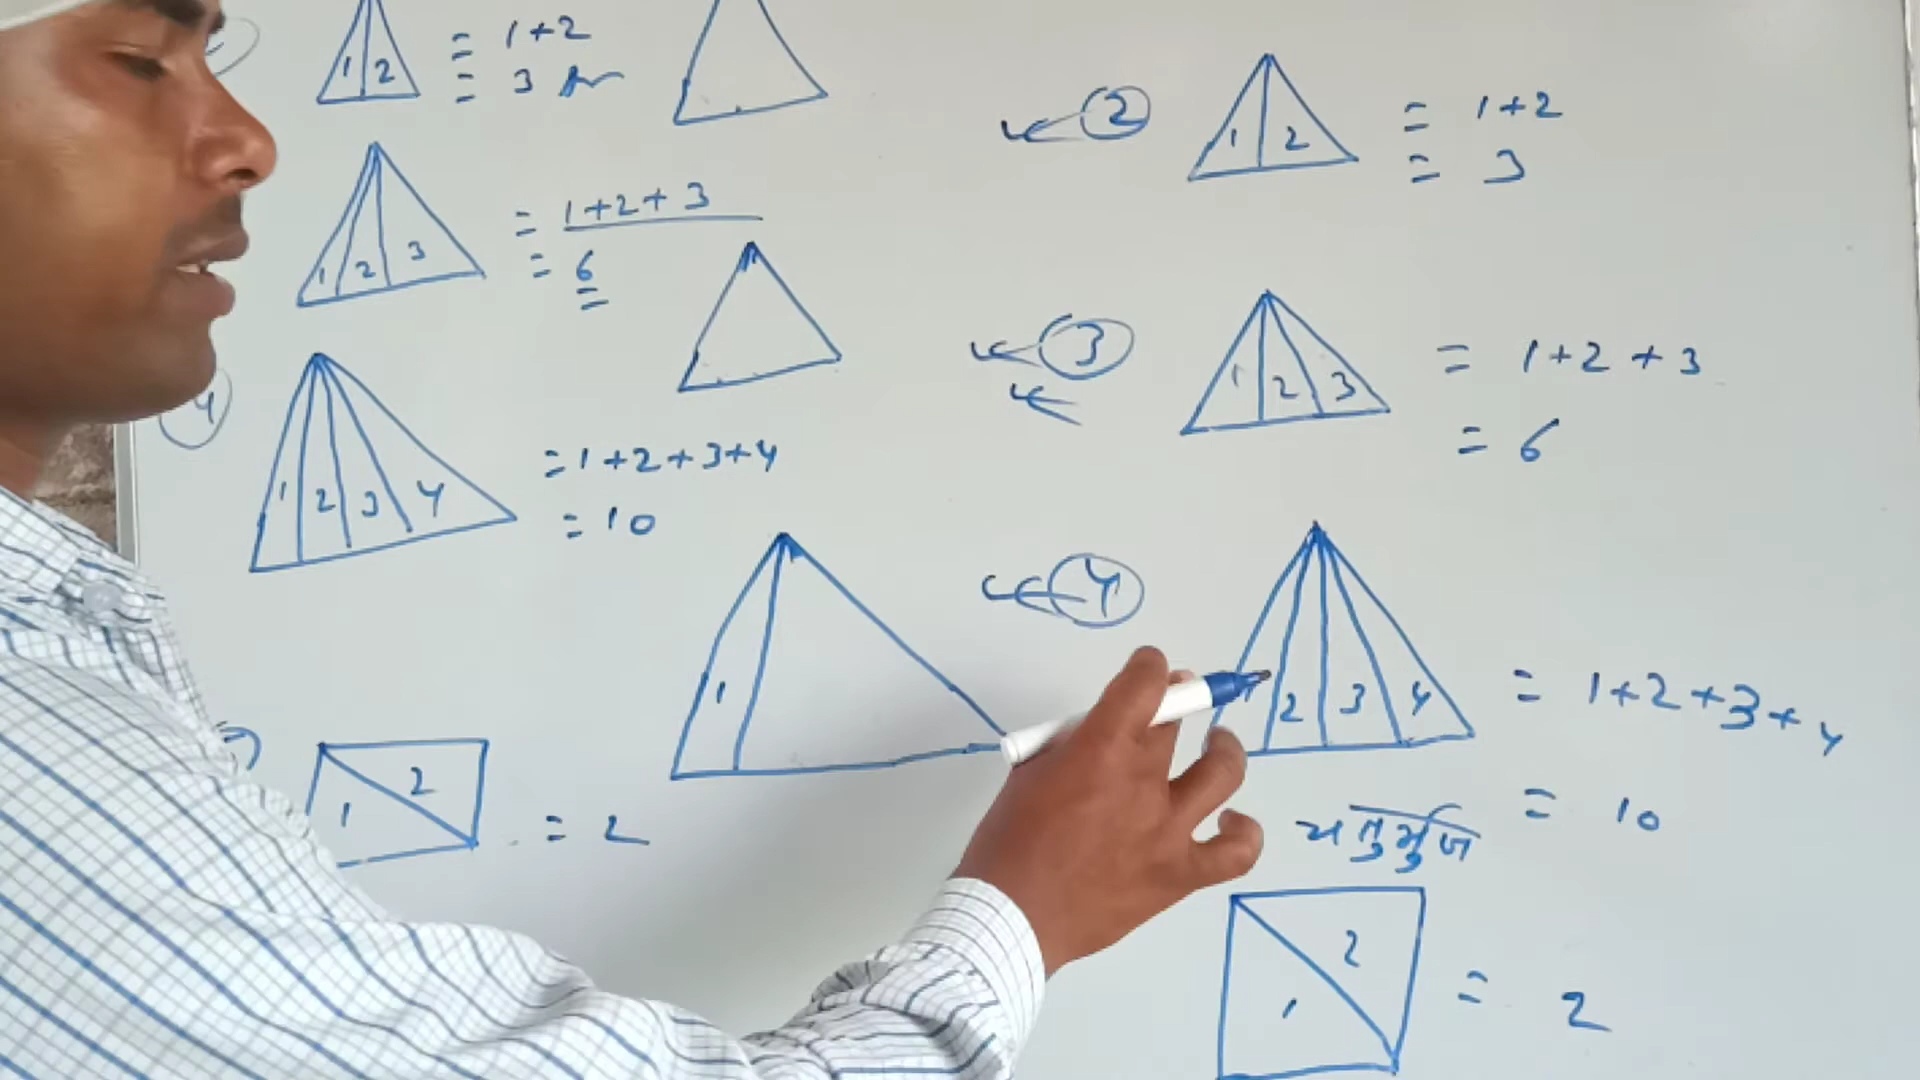 1 2 = 1+2
= 3
1 2 3 = 1+2+3
= 6
4
1 2 3 4 = 1+2+3+4
= 10
1
1 2 = 2
2 1 2 = 1+2
= 3
3 1 2 3 = 1+2+3
= 6
4 1 2 3 4 = 1+2+3+4
= 10
चतुर्भुज
1 2 = 2